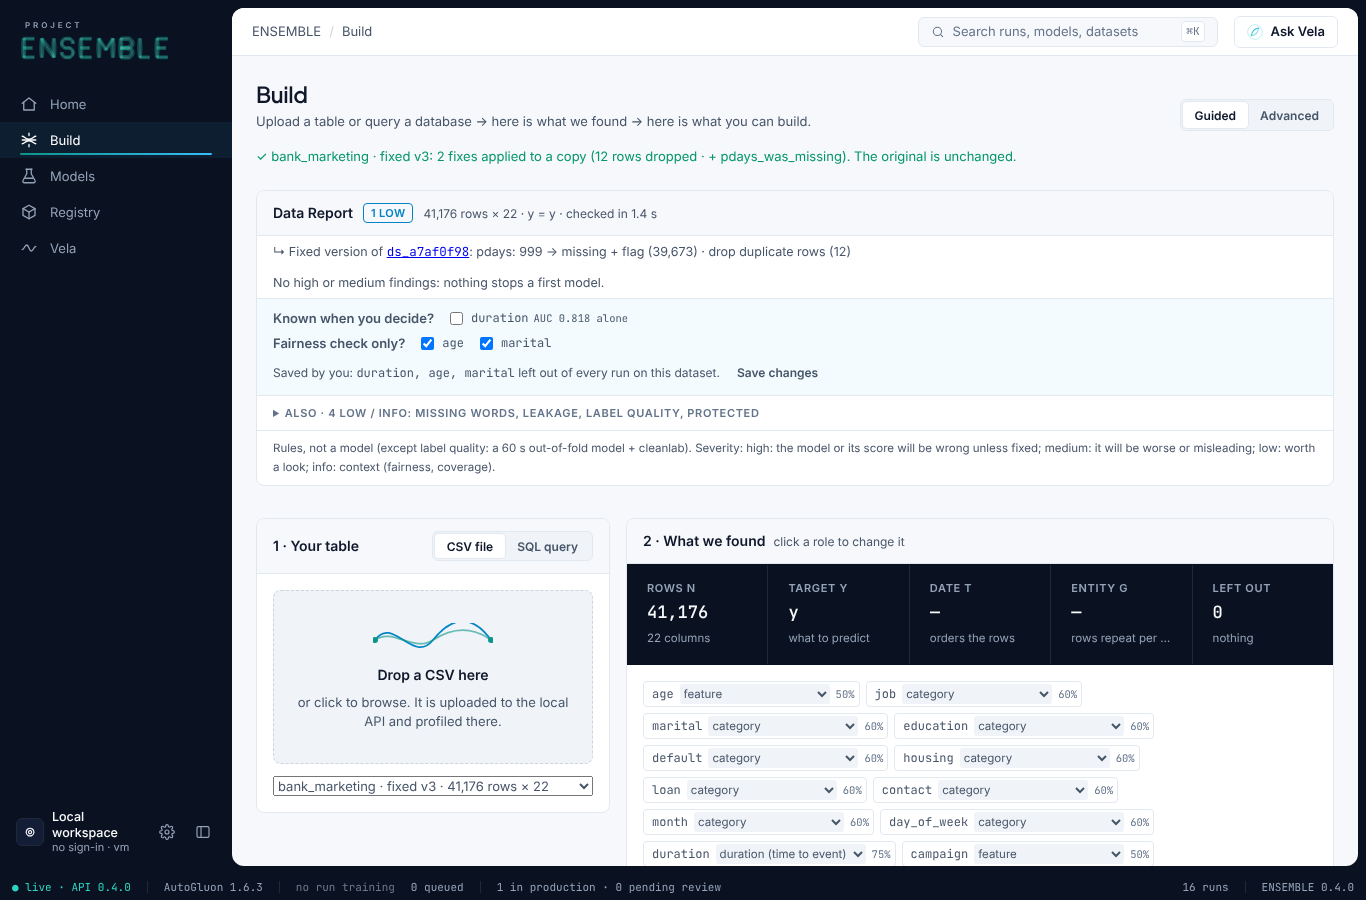 PROJECT
ENSEMBLE
Home
Build
Models
Registry
Vela
Local workspace
no sign-in · vm
ENSEMBLE / Build
Search runs, models, datasets ⌘K
Ask Vela
Build
Upload a table or query a database → here is what we found → here is what you can build.
Guided Advanced
✓ bank_marketing · fixed v3: 2 fixes applied to a copy (12 rows dropped · + pdays_was_missing). The original is unchanged.
Data Report 1 LOW 41,176 rows × 22 · y = y · checked in 1.4 s
↳ Fixed version of ds_a7af0f98: pdays: 999 → missing + flag (39,673) · drop duplicate rows (12)
No high or medium findings: nothing stops a first model.
Known when you decide? duration AUC 0.818 alone
Fairness check only? age marital
Saved by you: duration, age, marital left out of every run on this dataset. Save changes
▶ ALSO · 4 LOW / INFO: MISSING WORDS, LEAKAGE, LABEL QUALITY, PROTECTED
Rules, not a model (except label quality: a 60 s out-of-fold model + cleanlab). Severity: high: the model or its score will be wrong unless fixed; medium: it will be worse or misleading; low: worth
a look; info: context (fairness, coverage).
1 · Your table CSV file SQL query
Drop a CSV here
or click to browse. It is uploaded to the local
API and profiled there.
bank_marketing · fixed v3 · 41,176 rows × 22
2 · What we found click a role to change it
ROWS N TARGET Y DATE T ENTITY G LEFT OUT
41,176 y – – 0
22 columns what to predict orders the rows rows repeat per ... nothing
age feature 50% job category 60%
marital category 60% education category 60%
default category 60% housing category 60%
loan category 60% contact category 60%
month category 60% day_of_week category 60%
duration duration (time to event) 75% campaign feature 50%
● live · API 0.4.0 AutoGluon 1.6.3 no run training 0 queued 1 in production · 0 pending review 16 runs ENSEMBLE 0.4.0